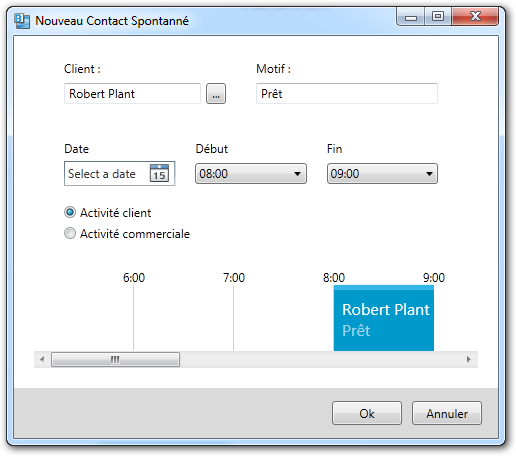 Nouveau Contact Spontanné
Client : Motif :
Robert Plant ... Prêt
Date Début Fin
Select a date 15 08:00 09:00
Activité client
Activité commerciale
6:00 7:00 8:00 9:00
Robert Plant
Prêt
Ok Annuler